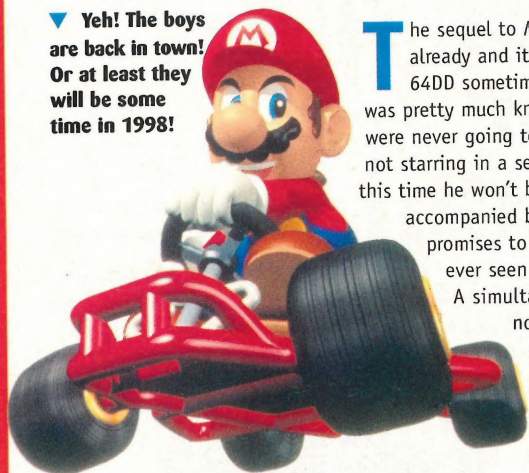 ▼ Yeh! The boys
are back in town!
Or at least they
will be some
time in 1998!
M
The sequel to M
already and it
64DD sometim
was pretty much kn
were never going to
not starring in a se
this time he won't b
accompanied b
promises to
ever seen
A simulta
no